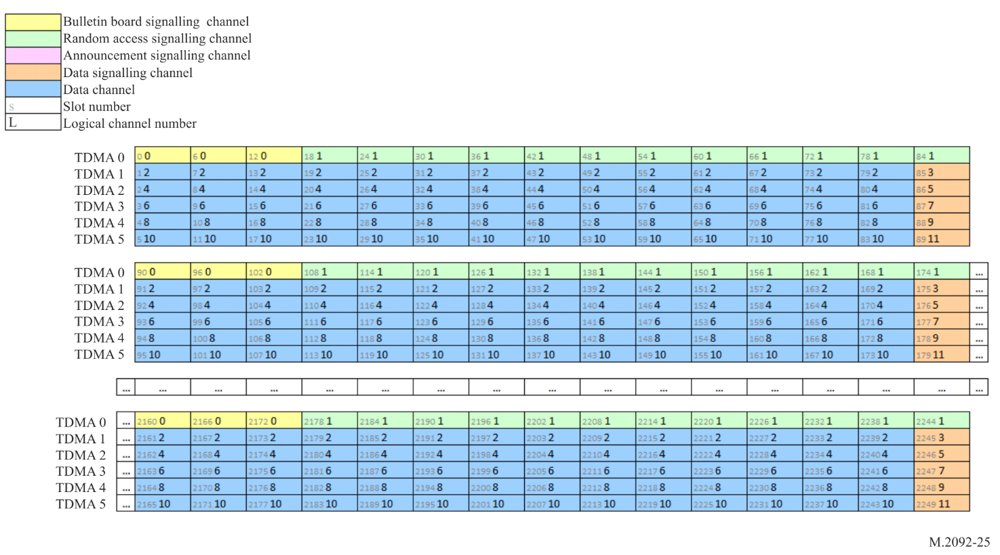 Bulletin board signalling channel
Random access signalling channel
Announcement signalling channel
Data signalling channel
Data channel
s Slot number
L Logical channel number
TDMA 0 0 0 6 0 12 0 18 1 24 1 30 1 36 1 42 1 48 1 54 1 60 1 66 1 72 1 78 1 84 1
TDMA 1 1 2 7 2 13 2 19 2 25 2 31 2 37 2 43 2 49 2 55 2 61 2 67 2 73 2 79 2 85 3
TDMA 2 2 4 8 4 14 4 20 4 26 4 32 4 38 4 44 4 50 4 56 4 62 4 68 4 74 4 80 4 86 5
TDMA 3 3 6 9 6 15 6 21 6 27 6 33 6 39 6 45 6 51 6 57 6 63 6 69 6 75 6 81 6 87 7
TDMA 4 4 8 10 8 16 8 22 8 28 8 34 8 40 8 46 8 52 8 58 8 64 8 70 8 76 8 82 8 88 9
TDMA 5 5 10 11 10 17 10 23 10 29 10 35 10 41 10 47 10 53 10 59 10 65 10 71 10 77 10 83 10 89 11
TDMA 0 90 0 96 0 102 0 108 1 114 1 120 1 126 1 132 1 138 1 144 1 150 1 156 1 162 1 168 1 174 1 ...
TDMA 1 91 2 97 2 103 2 109 2 115 2 121 2 127 2 133 2 139 2 145 2 151 2 157 2 163 2 169 2 175 3 ...
TDMA 2 92 4 98 4 104 4 110 4 116 4 122 4 128 4 134 4 140 4 146 4 152 4 158 4 164 4 170 4 176 5 ...
TDMA 3 93 6 99 6 105 6 111 6 117 6 123 6 129 6 135 6 141 6 147 6 153 6 159 6 165 6 171 6 177 7 ...
TDMA 4 94 8 100 8 106 8 112 8 118 8 124 8 130 8 136 8 142 8 148 8 154 8 160 8 166 8 172 8 178 9 ...
TDMA 5 95 10 101 10 107 10 113 10 119 10 125 10 131 10 137 10 143 10 149 10 155 10 161 10 167 10 173 10 179 11 ...
... ... ... ... ... ... ... ... ... ... ... ... ... ... ... ... ...
TDMA 0 ... 2160 0 2166 0 2172 0 2178 1 2184 1 2190 1 2196 1 2202 1 2208 1 2214 1 2220 1 2226 1 2232 1 2238 1 2244 1
TDMA 1 ... 2161 2 2167 2 2173 2 2179 2 2185 2 2191 2 2197 2 2203 2 2209 2 2215 2 2221 2 2227 2 2233 2 2239 2 2245 3
TDMA 2 ... 2162 4 2168 4 2174 4 2180 4 2186 4 2192 4 2198 4 2204 4 2210 4 2216 4 2222 4 2228 4 2234 4 2240 4 2246 5
TDMA 3 ... 2163 6 2169 6 2175 6 2181 6 2187 6 2193 6 2199 6 2205 6 2211 6 2217 6 2223 6 2229 6 2235 6 2241 6 2247 7
TDMA 4 ... 2164 8 2170 8 2176 8 2182 8 2188 8 2194 8 2200 8 2206 8 2212 8 2218 8 2224 8 2230 8 2236 8 2242 8 2248 9
TDMA 5 ... 2165 10 2171 10 2177 10 2183 10 2189 10 2195 10 2201 10 2207 10 2213 10 2219 10 2225 10 2231 10 2237 10 2243 10 2249 11
M.2092-25